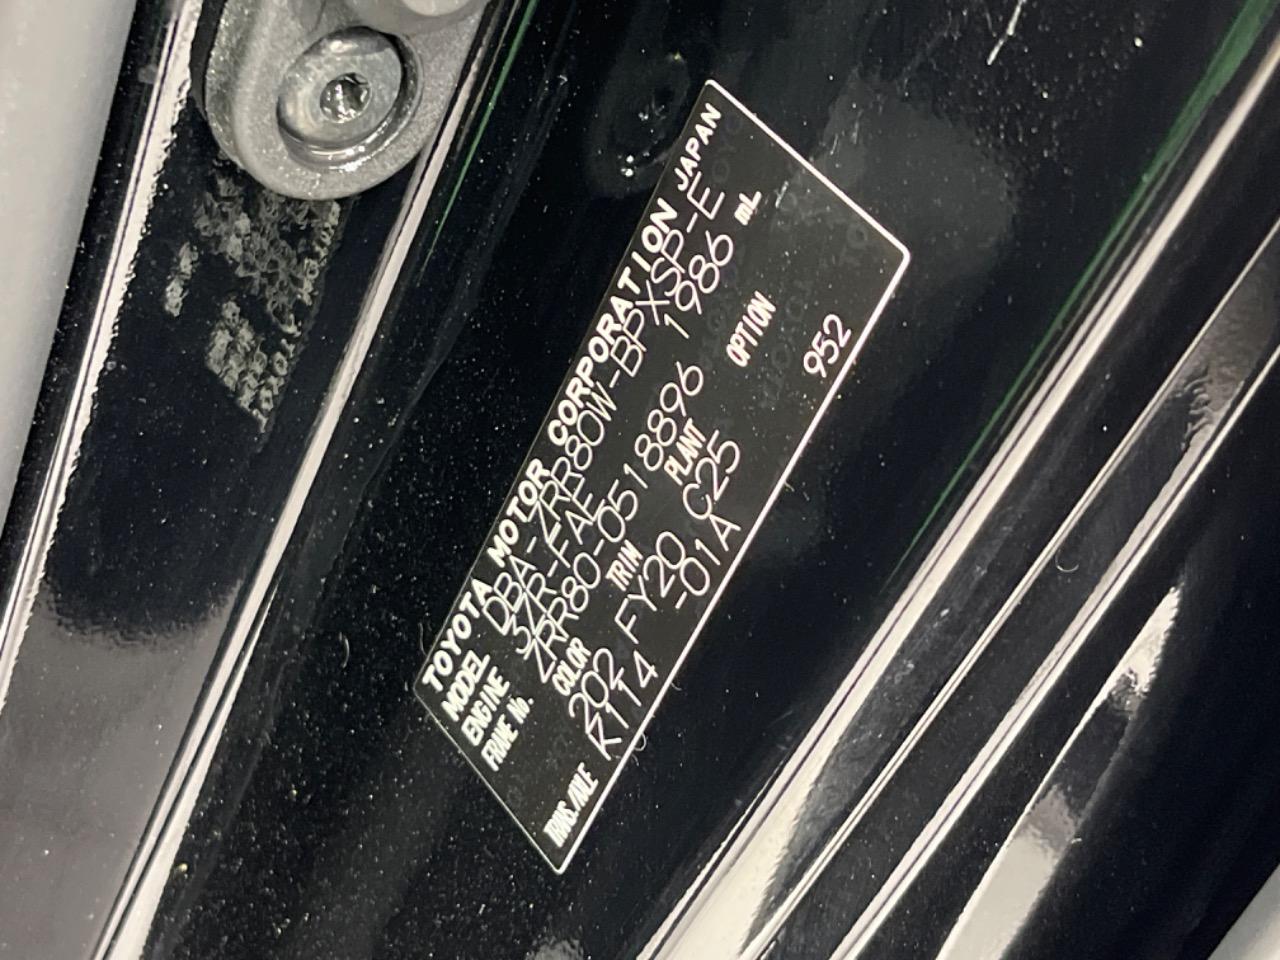 TOYOTA MOTOR CORPORATION JAPAN
MODEL DBA-ZRR80W-BPXSP-E
ENGINE 3ZR-FAE 1986 mL
FRAME No. ZRR80-0518896
COLOR TRIM PLANT OPTION
202 FY20 C25
TRANS./AXLE K114 -01A 952